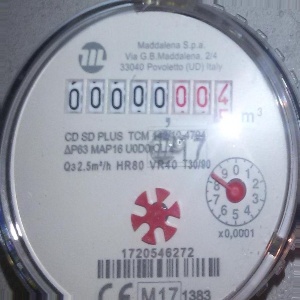 Maddalena S.p.a.
Via G.B.Maddalena, 2/4
33040 Povoletto (UD) Italy
00000004 m³
CD SD PLUS TCM
ΔP63 MAP16
Q₃ 2.5m³/h HR80 VR40 T30/90
x0,0001
1720546272
CE M17 1383